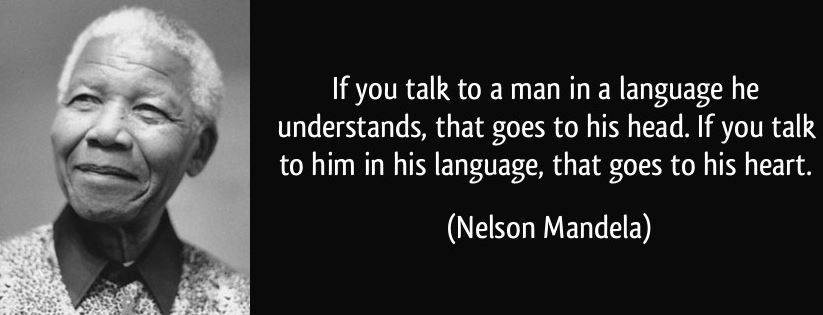 If you talk to a man in a language he
understands, that goes to his head. If you talk
to him in his language, that goes to his heart.
(Nelson Mandela)